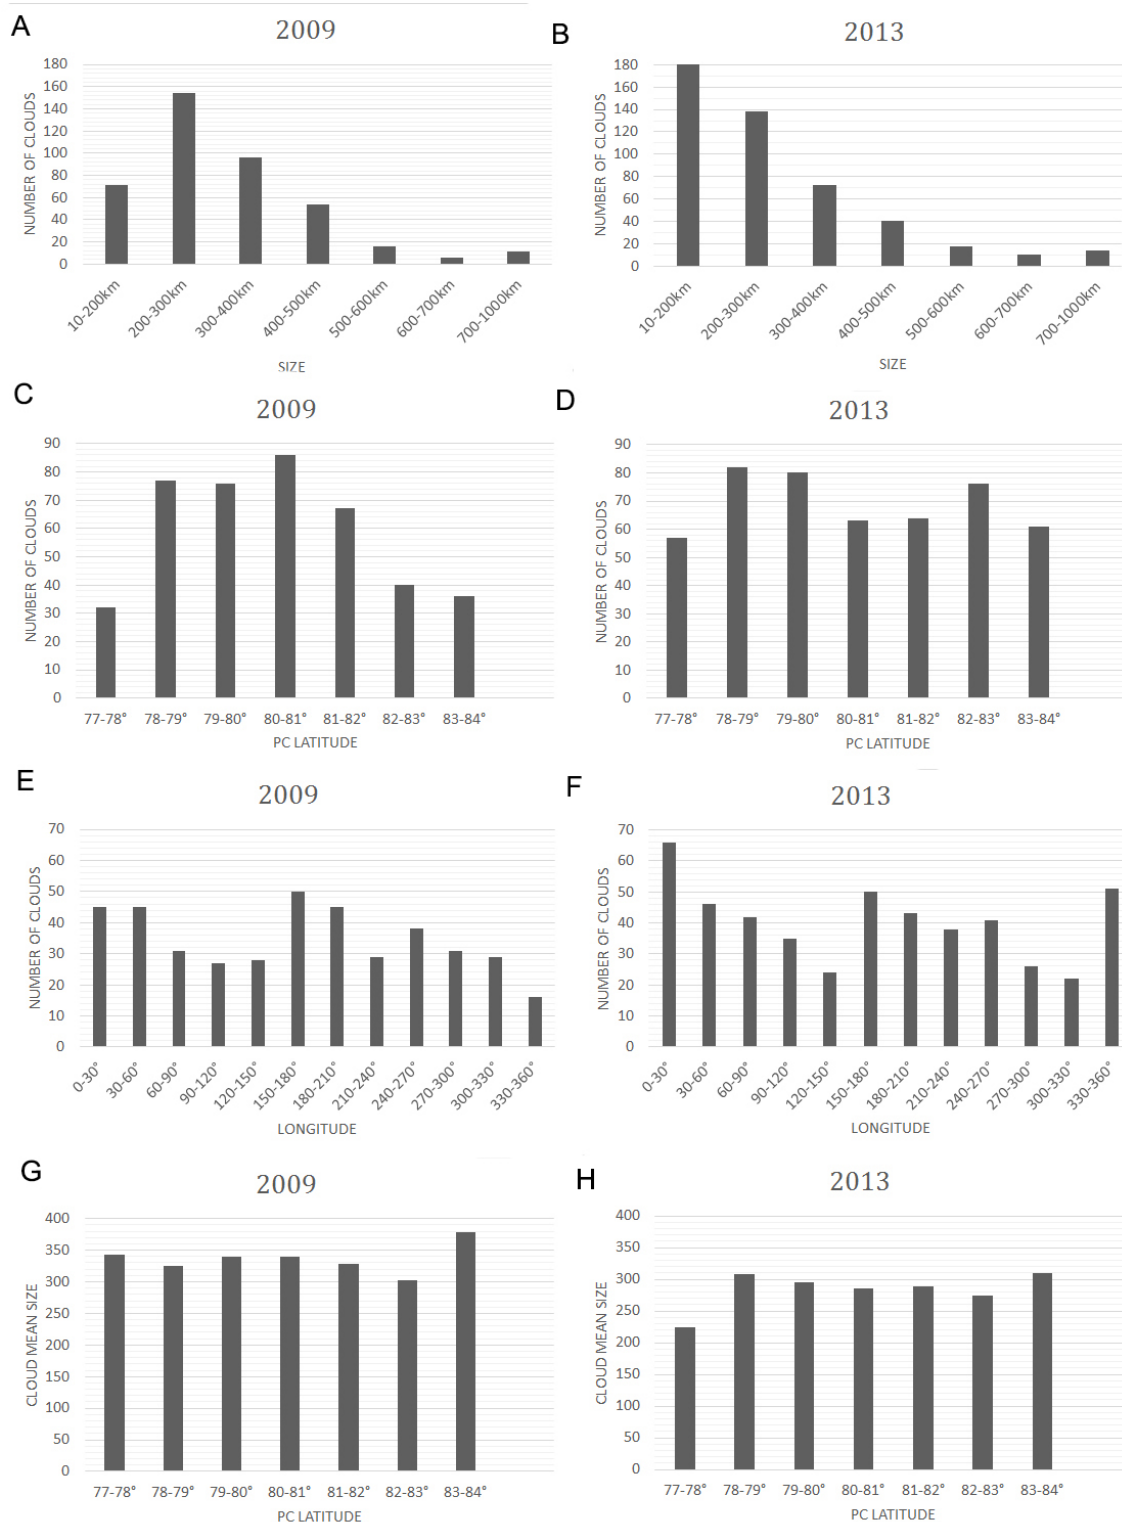 A
2009
180
160
140
120
100
80
60
40
20
0
NUMBER OF CLOUDS
10-200km
200-300km
300-400km
400-500km
500-600km
600-700km
700-1000km
SIZE
B
2013
180
160
140
120
100
80
60
40
20
0
NUMBER OF CLOUDS
10-200km
200-300km
300-400km
400-500km
500-600km
600-700km
700-1000km
SIZE
C
2009
90
80
70
60
50
40
30
20
10
0
NUMBER OF CLOUDS
77-78° 78-79° 79-80° 80-81° 81-82° 82-83° 83-84°
PC LATITUDE
D
2013
90
80
70
60
50
40
30
20
10
0
NUMBER OF CLOUDS
77-78° 78-79° 79-80° 80-81° 81-82° 82-83° 83-84°
PC LATITUDE
E
2009
70
60
50
40
30
20
10
0
NUMBER OF CLOUDS
0-30°
30-60°
60-90°
90-120°
120-150°
150-180°
180-210°
210-240°
240-270°
270-300°
300-330°
330-360°
LONGITUDE
F
2013
70
60
50
40
30
20
10
0
NUMBER OF CLOUDS
0-30°
30-60°
60-90°
90-120°
120-150°
150-180°
180-210°
210-240°
240-270°
270-300°
300-330°
330-360°
LONGITUDE
G
2009
400
350
300
250
200
150
100
50
0
CLOUD MEAN SIZE
77-78° 78-79° 79-80° 80-81° 81-82° 82-83° 83-84°
PC LATITUDE
H
2013
400
350
300
250
200
150
100
50
0
CLOUD MEAN SIZE
77-78° 78-79° 79-80° 80-81° 81-82° 82-83° 83-84°
PC LATITUDE